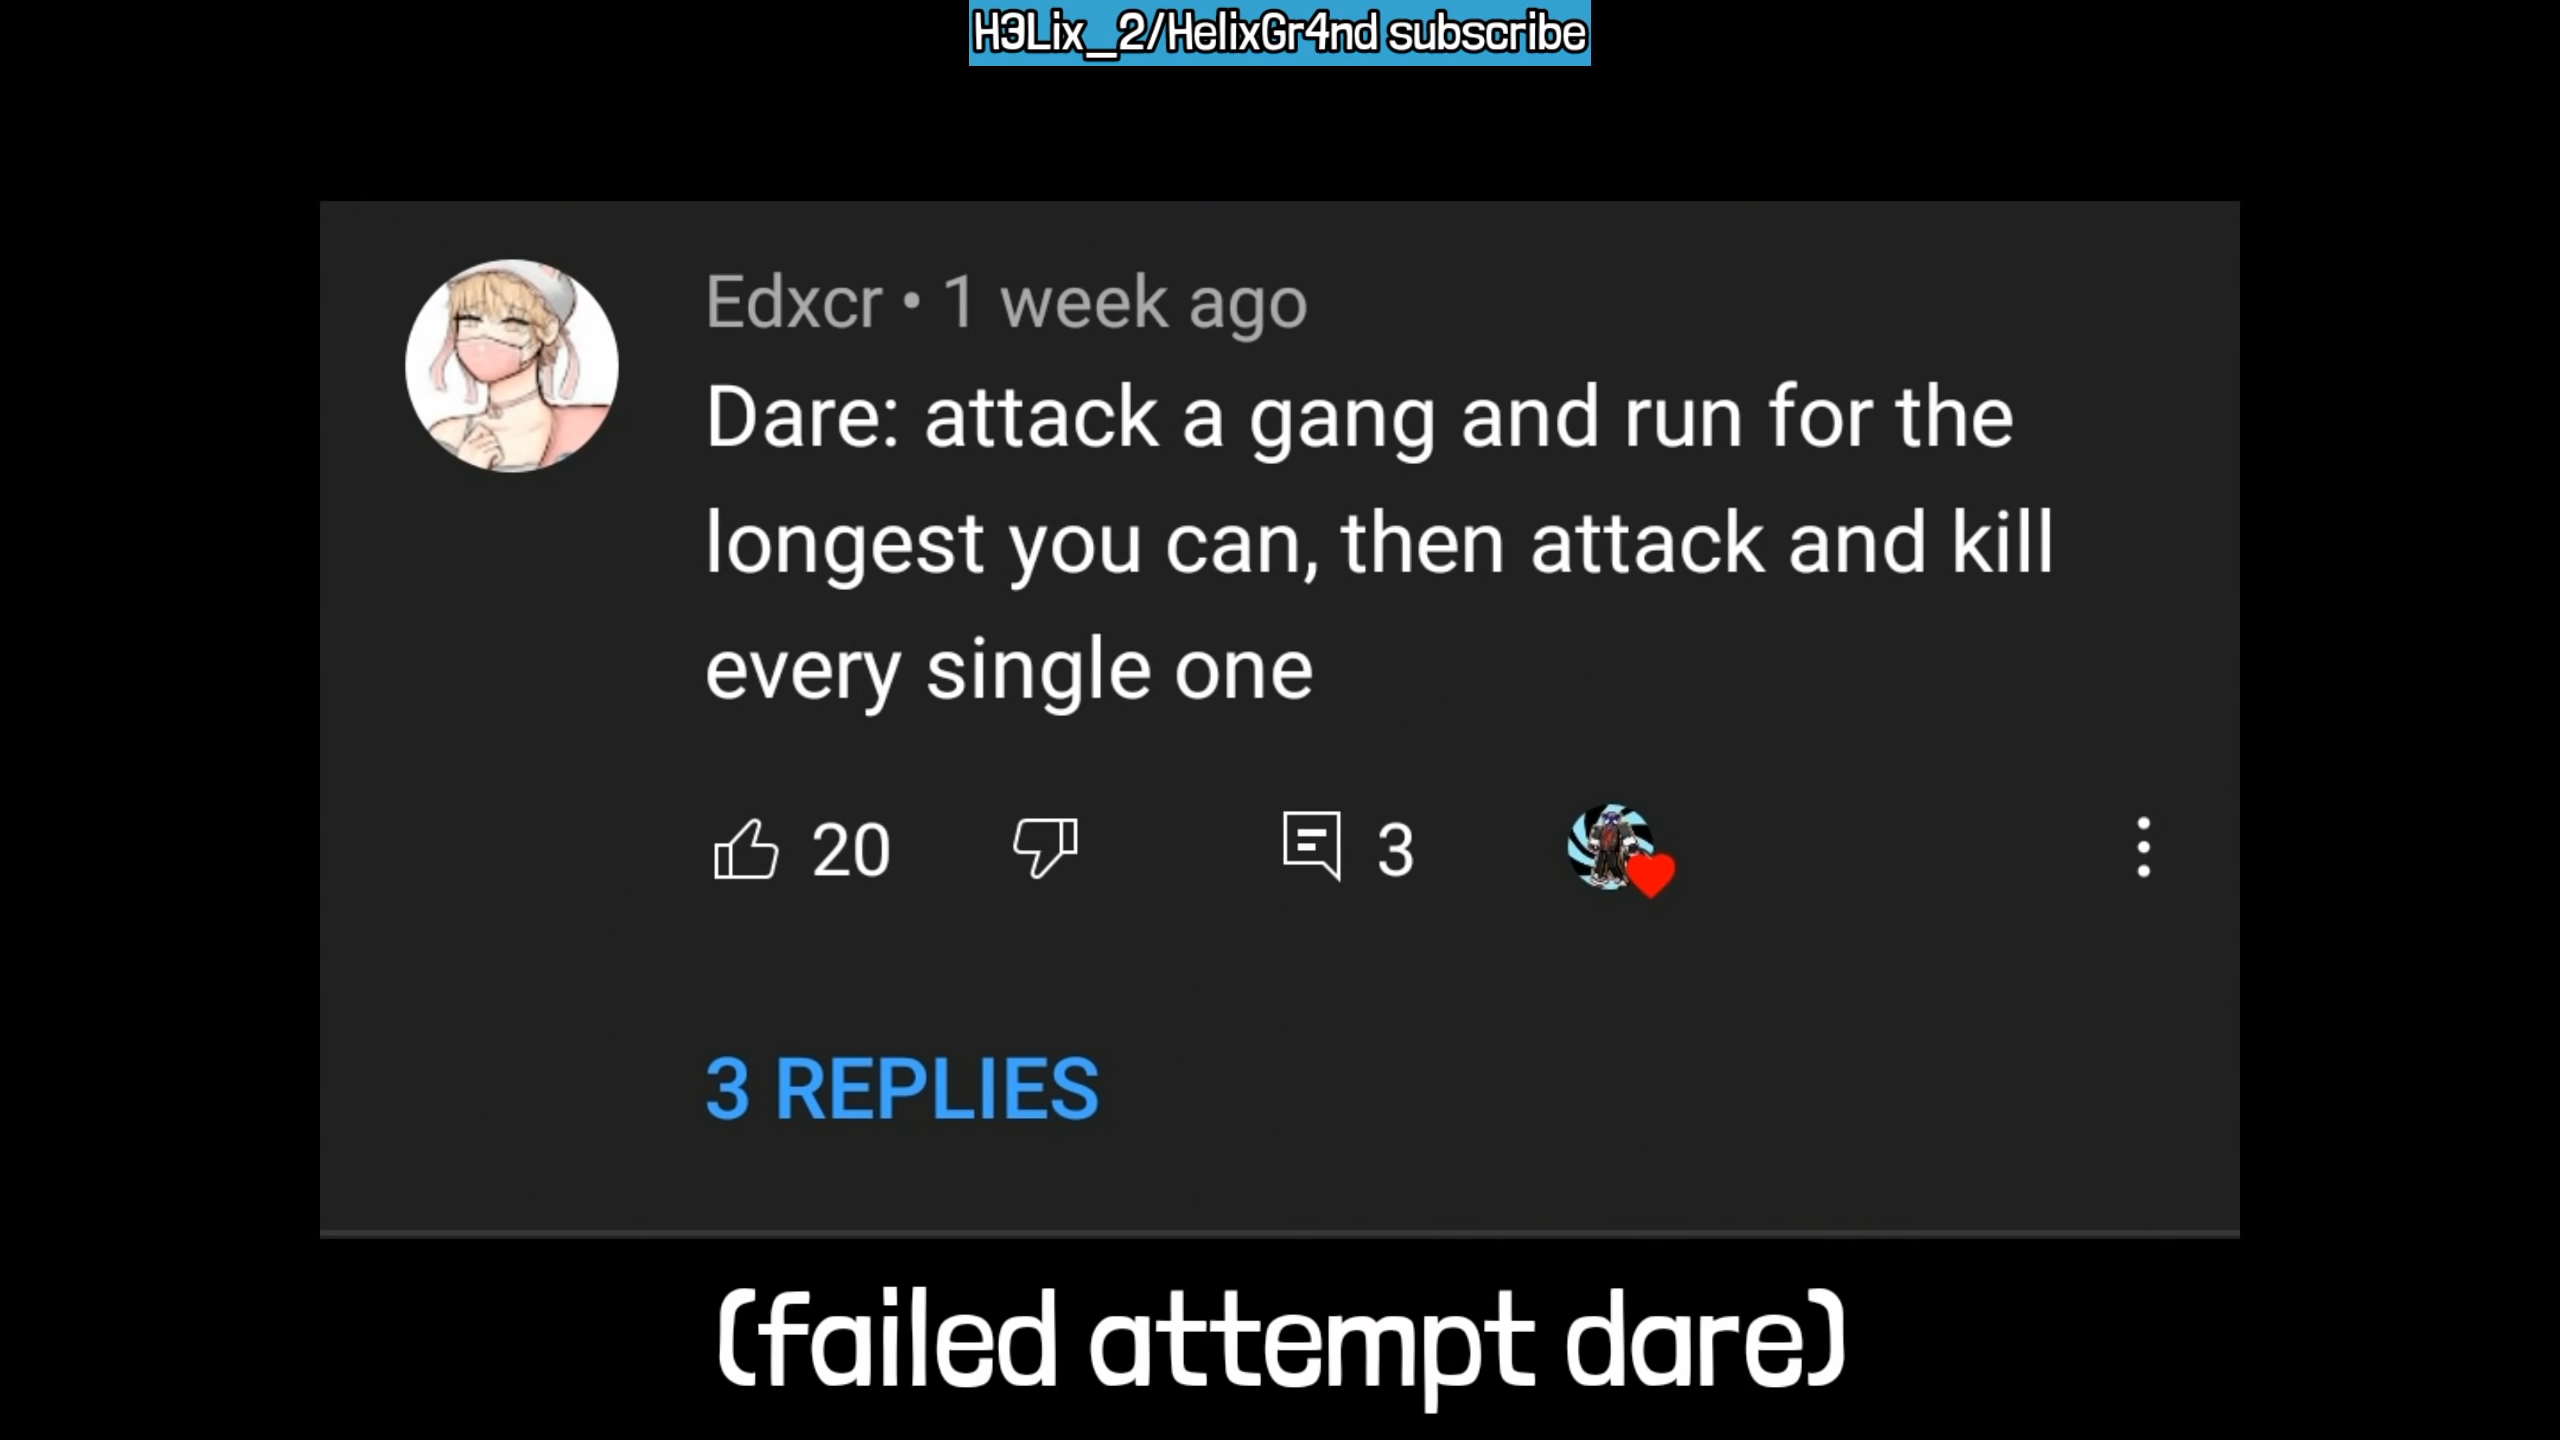 H3Lix_2/HelixGr4nd subscribe
Edxcr • 1 week ago
Dare: attack a gang and run for the
longest you can, then attack and kill
every single one
20
3
3 REPLIES
(failed attempt dare)